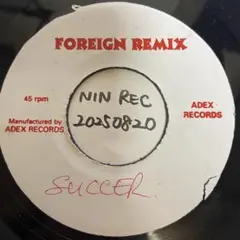 FOREIGN REMIX
NIN REC
20250820
45 rpm
Manufactured by
ADEX RECORDS
ADEX
RECORDS
SUCCER